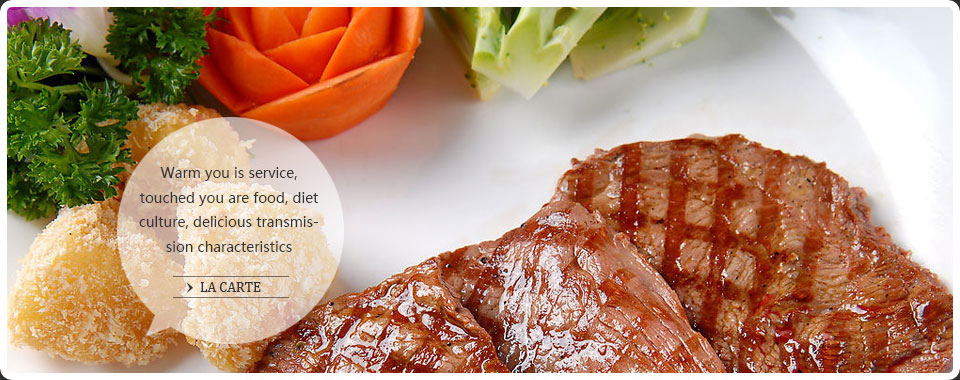 Warm you is service,
touched you are food, diet
culture, delicious transmis-
sion characteristics
LA CARTE